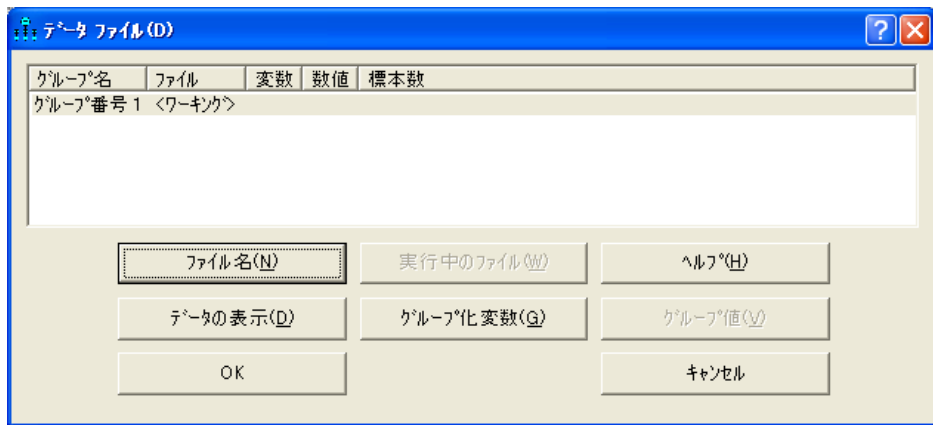 ﾃﾞｰﾀ ﾌｧｲﾙ(D)
ｸﾞﾙｰﾌﾟ名 ﾌｧｲﾙ 変数 数値 標本数
ｸﾞﾙｰﾌﾟ番号 1 <ﾜｰｷﾝｸﾞ>
ﾌｧｲﾙ名(N) 実行中のﾌｧｲﾙ(W) ﾍﾙﾌﾟ(H)
ﾃﾞｰﾀの表示(D) ｸﾞﾙｰﾌﾟ化変数(G) ｸﾞﾙｰﾌﾟ値(V)
OK ｷｬﾝｾﾙ